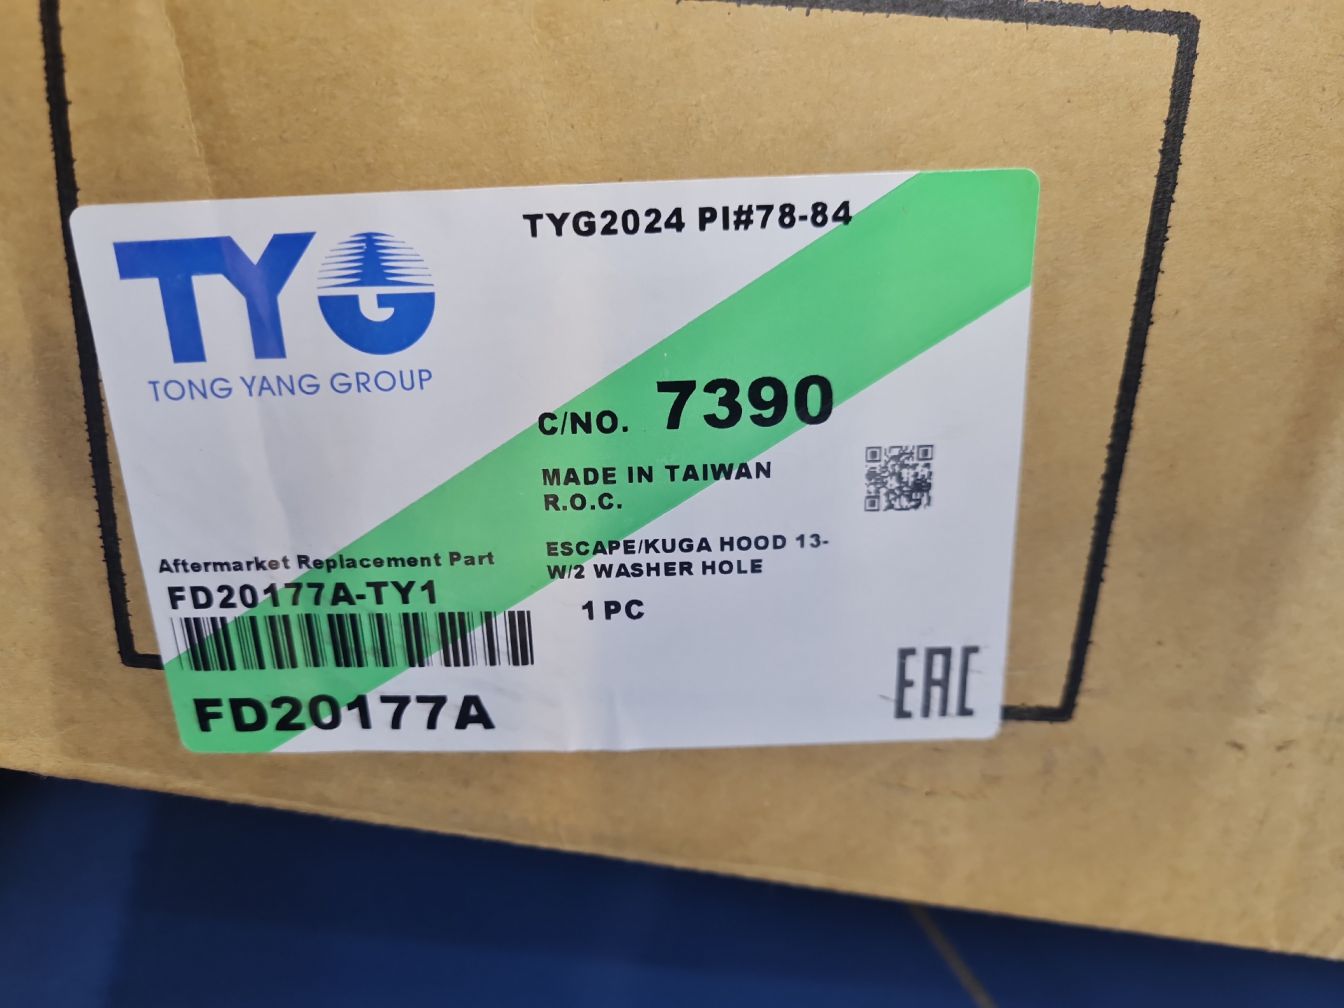 TYG2024 PI#78-84
TYG
TONG YANG GROUP
C/NO. 7390
MADE IN TAIWAN
R.O.C.
ESCAPE/KUGA HOOD 13-
W/2 WASHER HOLE
1 PC
Aftermarket Replacement Part
FD20177A-TY1
FD20177A
EAC